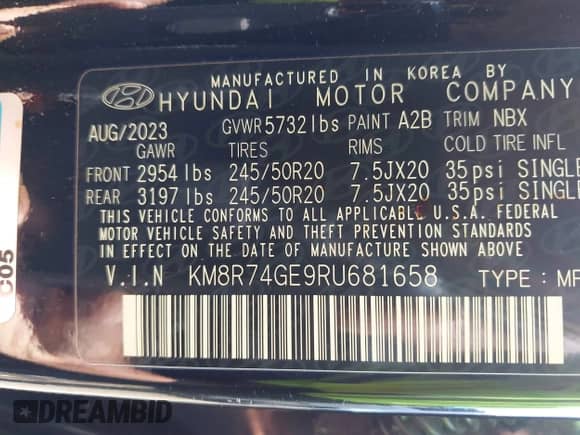 MANUFACTURED IN KOREA BY
HYUNDAI MOTOR COMPANY
AUG/2023 GVWR 5732 lbs PAINT A2B TRIM NBX
GAWR TIRES RIMS COLD TIRE INFL
FRONT 2954 lbs 245/50R20 7.5JX20 35psi SINGLE
REAR 3197 lbs 245/50R20 7.5JX20 35psi SINGLE
THIS VEHICLE CONFORMS TO ALL APPLICABLE U.S.A. FEDERAL
MOTOR VEHICLE SAFETY AND THEFT PREVENTION STANDARDS
IN EFFECT ON THE DATE OF MANUFACTURE SHOWN ABOVE.
V.I.N KM8R74GE9RU681658 TYPE : MP
C05
DREAMBID